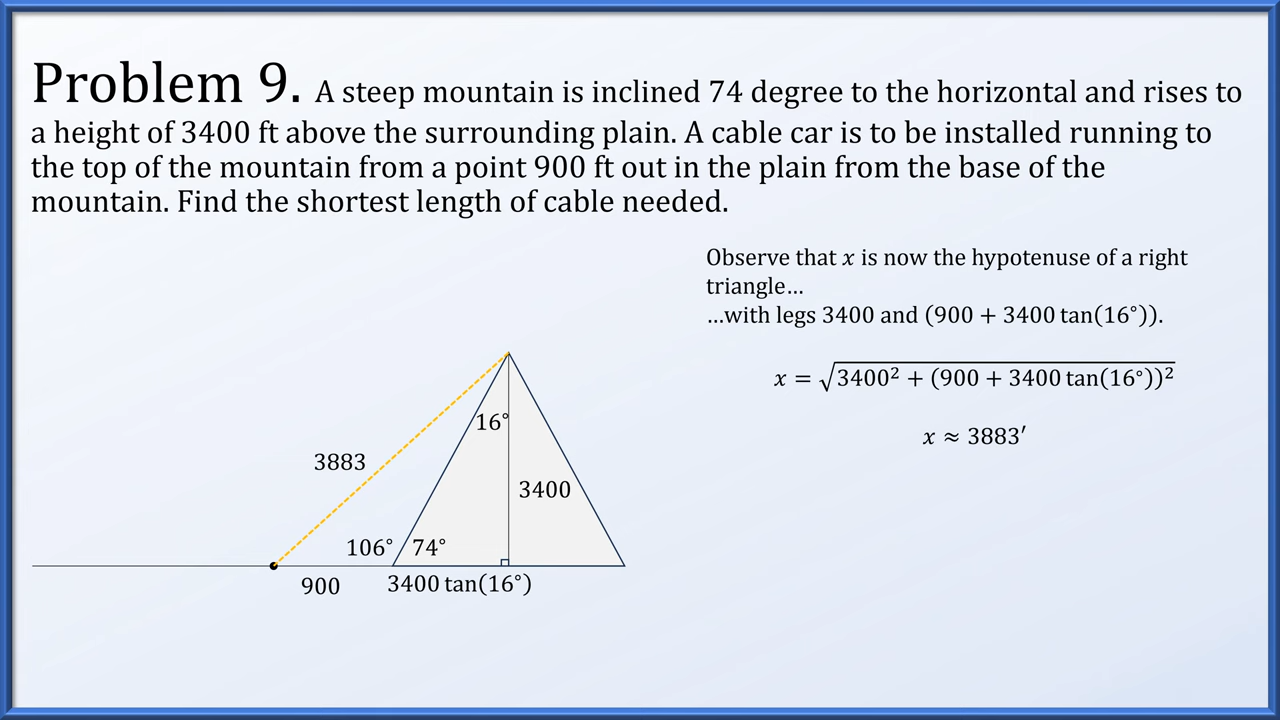 Problem 9. A steep mountain is inclined 74 degree to the horizontal and rises to
a height of 3400 ft above the surrounding plain. A cable car is to be installed running to
the top of the mountain from a point 900 ft out in the plain from the base of the
mountain. Find the shortest length of cable needed.
Observe that 𝑥 is now the hypotenuse of a right
triangle…
…with legs 3400 and (900 + 3400 tan(16°)).
𝑥 = √3400² + (900 + 3400 tan(16°))²
𝑥 ≈ 3883′
16°
3883
3400
106° 74°
900
3400 tan(16°)